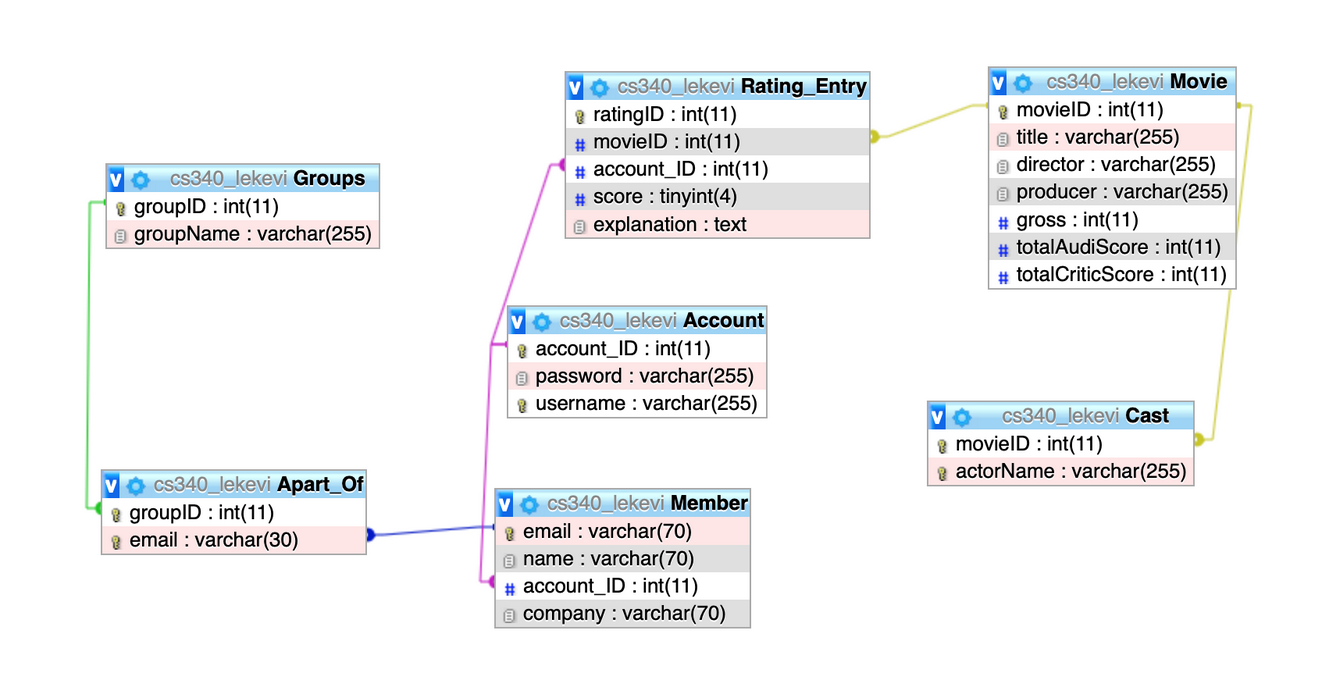 v cs340_lekevi Groups
groupID : int(11)
groupName : varchar(255)
v cs340_lekevi Apart_Of
groupID : int(11)
email : varchar(30)
v cs340_lekevi Rating_Entry
ratingID : int(11)
# movieID : int(11)
# account_ID : int(11)
# score : tinyint(4)
explanation : text
v cs340_lekevi Account
account_ID : int(11)
password : varchar(255)
username : varchar(255)
v cs340_lekevi Member
email : varchar(70)
name : varchar(70)
# account_ID : int(11)
company : varchar(70)
v cs340_lekevi Movie
movieID : int(11)
title : varchar(255)
director : varchar(255)
producer : varchar(255)
# gross : int(11)
# totalAudiScore : int(11)
# totalCriticScore : int(11)
v cs340_lekevi Cast
movieID : int(11)
actorName : varchar(255)